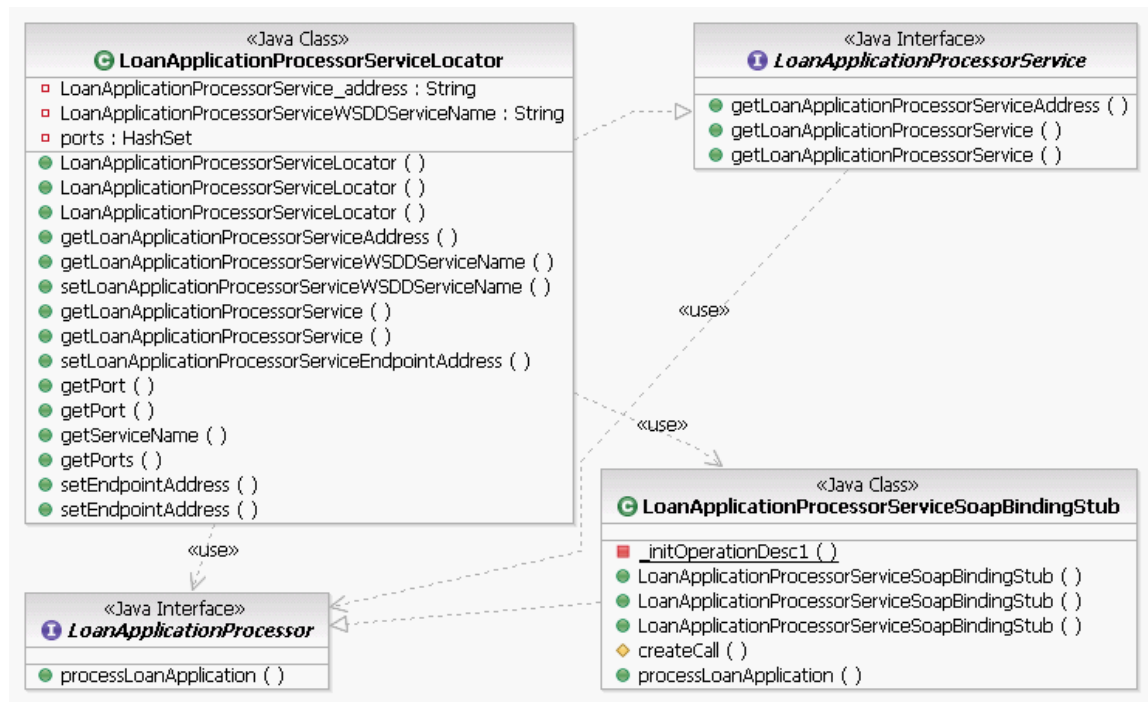 «Java Class»
LoanApplicationProcessorServiceLocator
LoanApplicationProcessorService_address : String
LoanApplicationProcessorServiceWSDDServiceName : String
ports : HashSet
LoanApplicationProcessorServiceLocator ( )
LoanApplicationProcessorServiceLocator ( )
LoanApplicationProcessorServiceLocator ( )
getLoanApplicationProcessorServiceAddress ( )
getLoanApplicationProcessorServiceWSDDServiceName ( )
setLoanApplicationProcessorServiceWSDDServiceName ( )
getLoanApplicationProcessorService ( )
getLoanApplicationProcessorService ( )
setLoanApplicationProcessorServiceEndpointAddress ( )
getPort ( )
getPort ( )
getServiceName ( )
getPorts ( )
setEndpointAddress ( )
setEndpointAddress ( )
«Java Interface»
I LoanApplicationProcessorService
getLoanApplicationProcessorServiceAddress ( )
getLoanApplicationProcessorService ( )
getLoanApplicationProcessorService ( )
«use»
«use»
«use»
«Java Interface»
I LoanApplicationProcessor
processLoanApplication ( )
«Java Class»
C LoanApplicationProcessorServiceSoapBindingStub
_initOperationDesc1 ( )
LoanApplicationProcessorServiceSoapBindingStub ( )
LoanApplicationProcessorServiceSoapBindingStub ( )
LoanApplicationProcessorServiceSoapBindingStub ( )
createCall ( )
processLoanApplication ( )